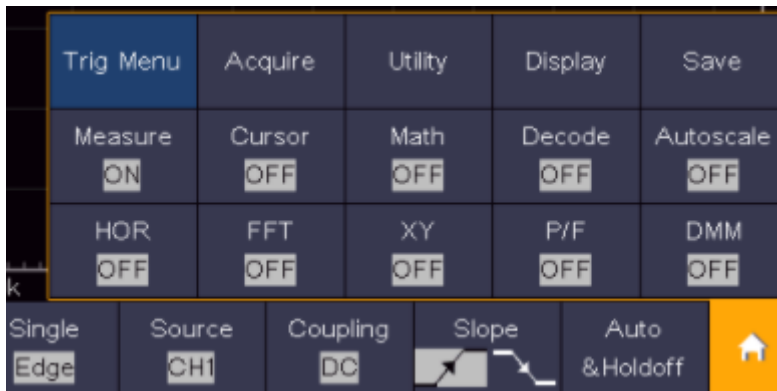 Trig Menu Acquire Utility Display Save
Measure Cursor Math Decode Autoscale
ON OFF OFF OFF OFF
HOR FFT XY P/F DMM
OFF OFF OFF OFF OFF
k
Single Source Coupling Slope Auto
Edge CH1 DC &Holdoff